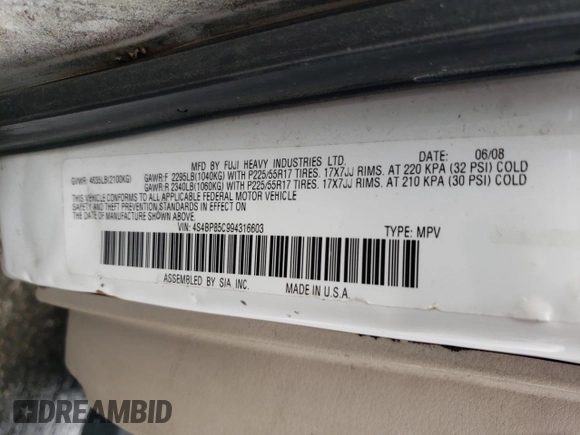 MFD BY FUJI HEAVY INDUSTRIES LTD. DATE: 06/08
GVWR: 4635LB(2100KG) GAWR:F 2295LB(1040KG) WITH P225/55R17 TIRES. 17X7JJ RIMS. AT 220 KPA (32 PSI) COLD
GAWR:R 2340LB(1060KG) WITH P225/55R17 TIRES. 17X7JJ RIMS. AT 210 KPA (30 PSI) COLD
THIS VEHICLE CONFORMS TO ALL APPLICABLE FEDERAL MOTOR VEHICLE
SAFETY AND THEFT PREVENTION STANDARDS IN EFFECT ON
THE DATE OF MANUFACTURE SHOWN ABOVE
VIN: 4S4BP85C994316603 TYPE: MPV
ASSEMBLED BY SIA INC. MADE IN U.S.A.
DREAMBID